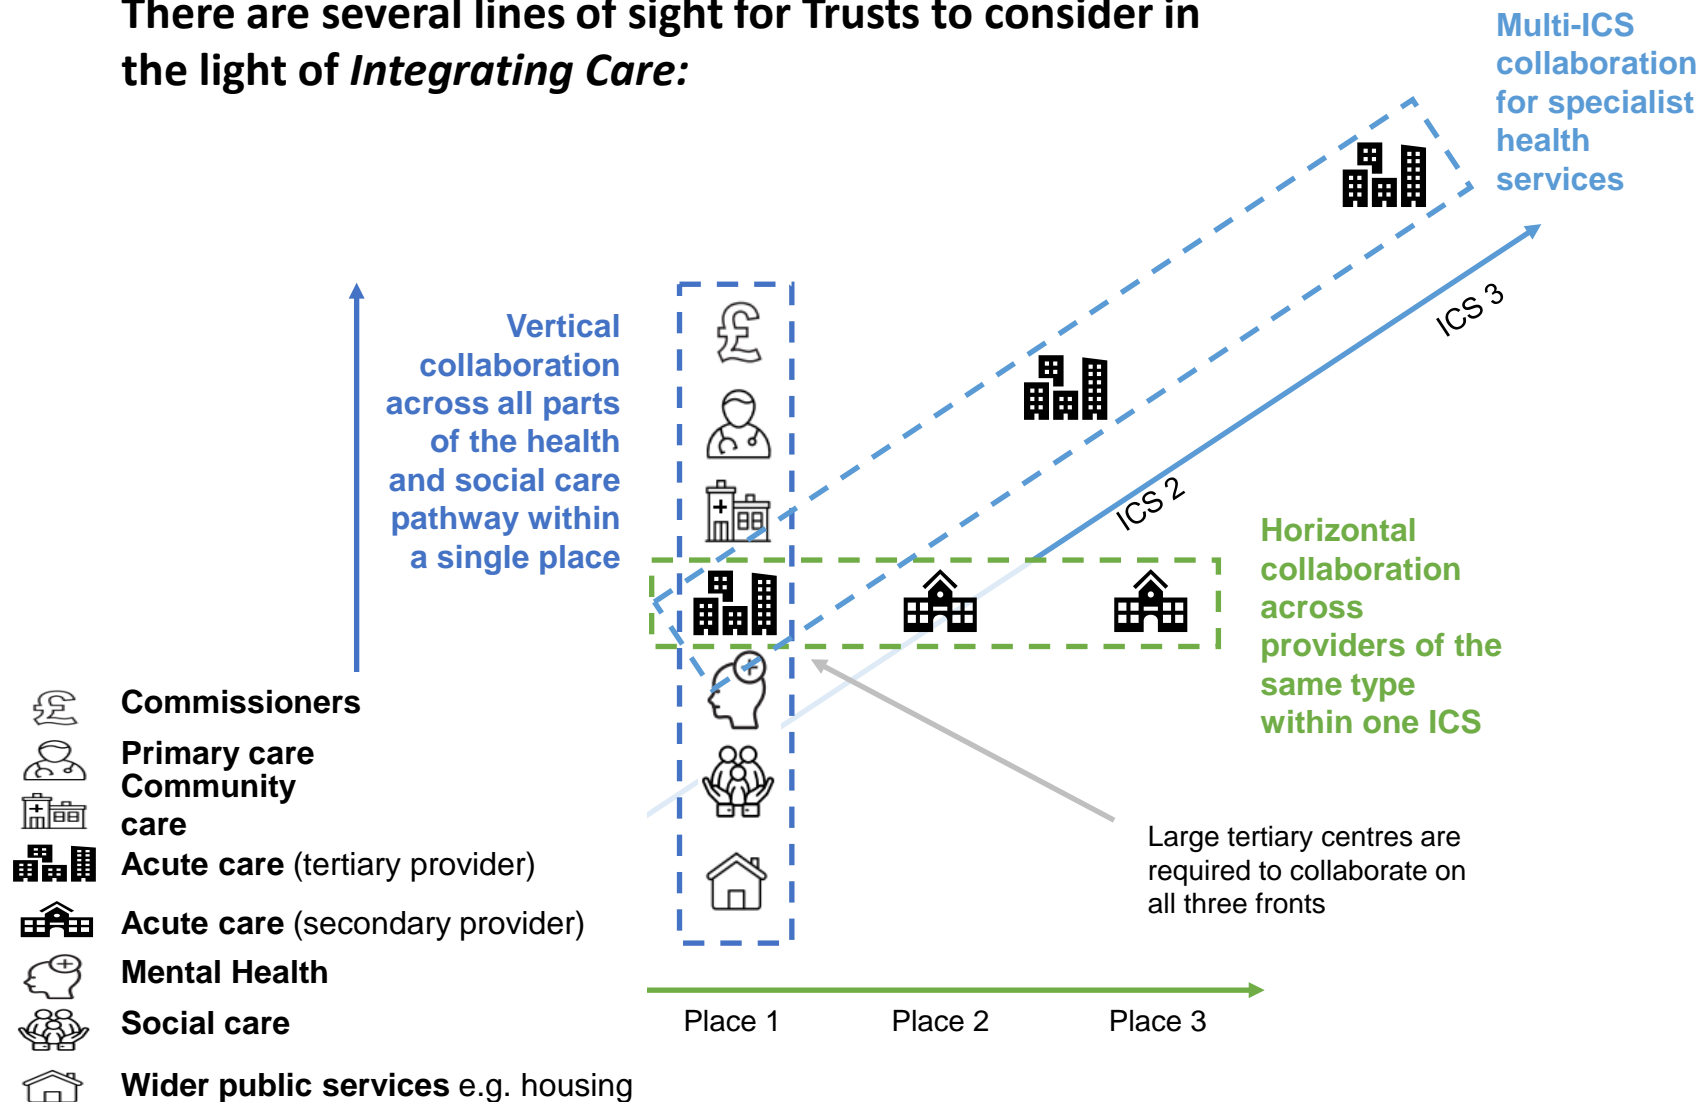 There are several lines of sight for Trusts to consider in
the light of Integrating Care:
Multi-ICS
collaboration
for specialist
health
services
Vertical
collaboration
across all parts
of the health
and social care
pathway within
a single place
ICS 3
ICS 2
Horizontal
collaboration
across
providers of the
same type
within one ICS
Large tertiary centres are
required to collaborate on
all three fronts
Commissioners
Primary care
Community
care
Acute care (tertiary provider)
Acute care (secondary provider)
Mental Health
Social care
Wider public services e.g. housing
Place 1 Place 2 Place 3